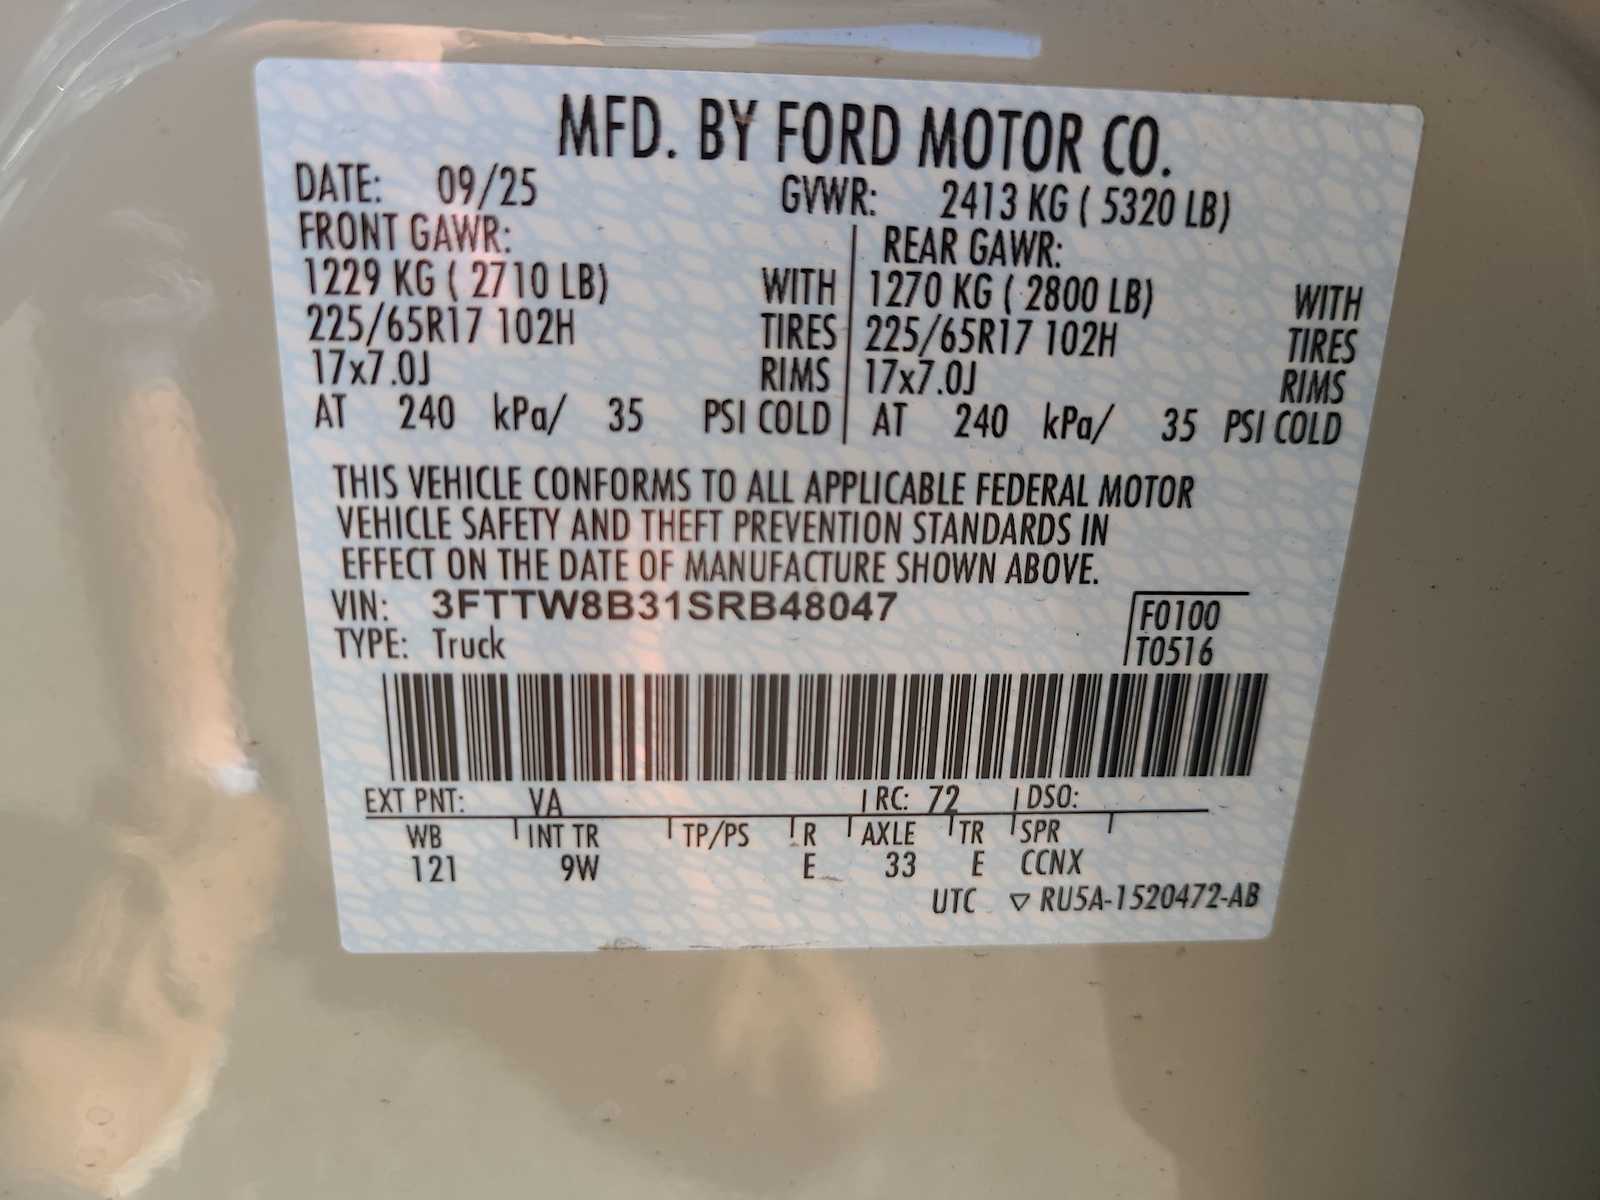 MFD. BY FORD MOTOR CO.
DATE: 09/25 GVWR: 2413 KG ( 5320 LB)
FRONT GAWR: REAR GAWR:
1229 KG ( 2710 LB) WITH 1270 KG ( 2800 LB) WITH
225/65R17 102H TIRES 225/65R17 102H TIRES
17x7.0J RIMS 17x7.0J RIMS
AT 240 kPa/ 35 PSI COLD AT 240 kPa/ 35 PSI COLD
THIS VEHICLE CONFORMS TO ALL APPLICABLE FEDERAL MOTOR
VEHICLE SAFETY AND THEFT PREVENTION STANDARDS IN
EFFECT ON THE DATE OF MANUFACTURE SHOWN ABOVE.
VIN: 3FTTW8B31SRB48047 F0100
TYPE: Truck T0516
EXT PNT: VA RC: 72 DSO:
WB INT TR TP/PS R AXLE TR SPR
121 9W E 33 E CCNX
UTC ▽ RU5A-1520472-AB